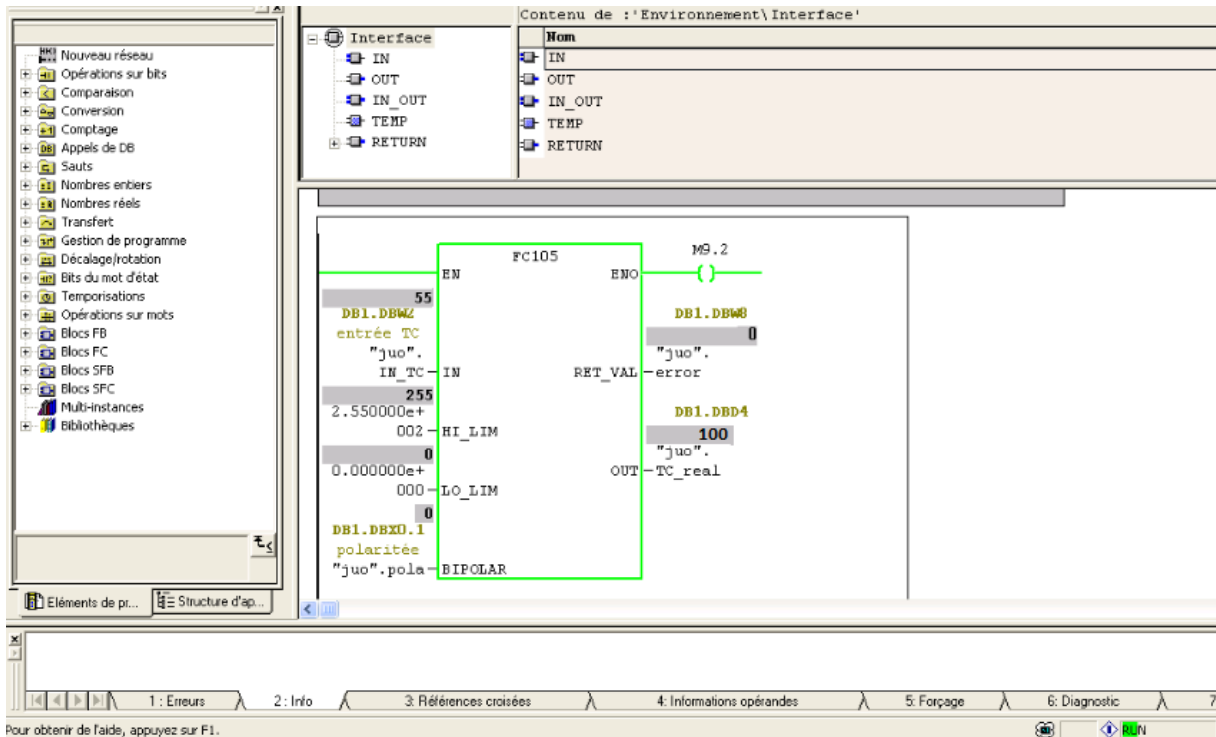 Contenu de :'Environnement\Interface'
Interface
IN
OUT
IN_OUT
TEMP
RETURN
Nom
IN
OUT
IN_OUT
TEMP
RETURN
Nouveau réseau
Opérations sur bits
Comparaison
Conversion
Comptage
Appels de DB
Sauts
Nombres entiers
Nombres réels
Transfert
Gestion de programme
Décalage/rotation
Bits du mot d'état
Temporisations
Opérations sur mots
Blocs FB
Blocs FC
Blocs SFB
Blocs SFC
Multi-instances
Bibliothèques
Eléments de pr...
Structure d'ap...
FC105
M9.2
EN
ENO
55
DB1.DBW2
entrée TC
"juo".
IN_TC
IN
255
2.550000e+
002
HI_LIM
0
0.000000e+
000
LO_LIM
0
DB1.DBX0.1
polaritée
"juo".pola
BIPOLAR
DB1.DBW8
0
"juo".
RET_VAL
error
DB1.DBD4
100
"juo".
OUT
TC_real
1 : Erreurs
2 : Info
3: Références croisées
4: Informations opérandes
5: Forçage
6: Diagnostic
7
Pour obtenir de l'aide, appuyez sur F1.
RUN